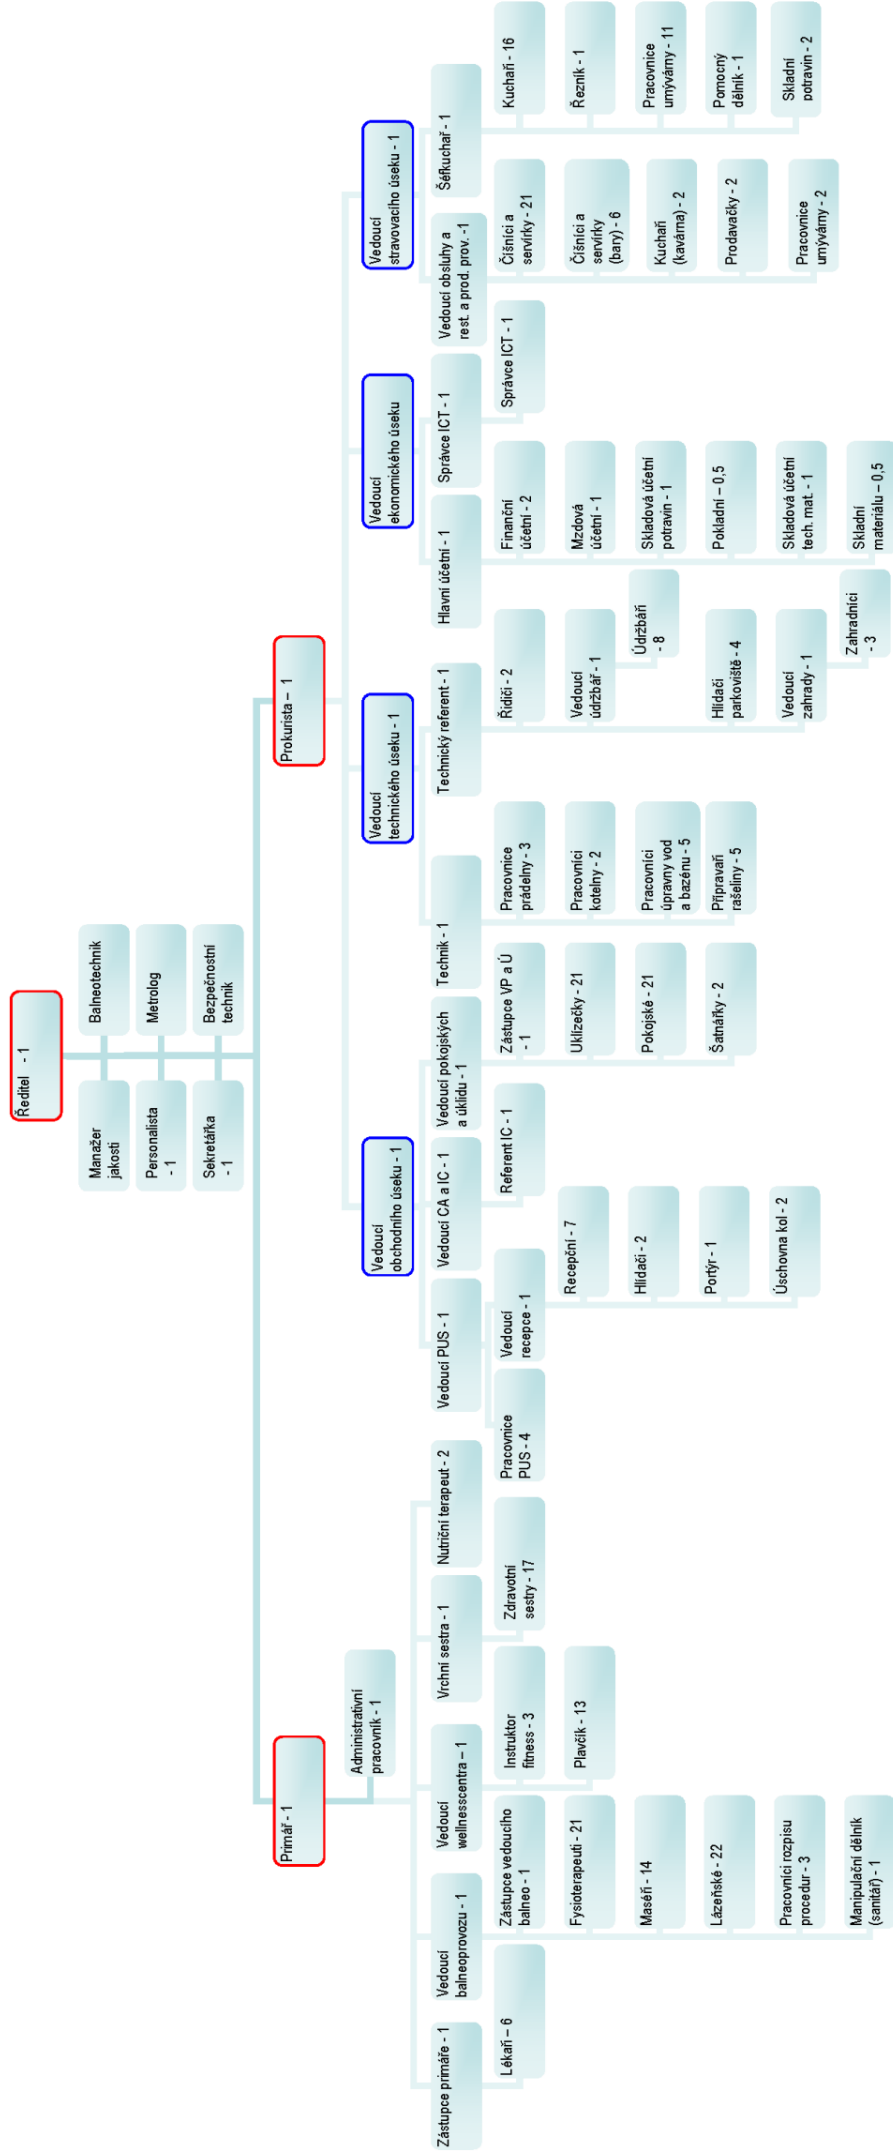 Ředitel - 1
Manažer
jakosti
Balneotechnik
Personalista
- 1
Metrolog
Sekretářka
- 1
Bezpečnostní
technik
Primář - 1
Prokurista – 1
Administrativní
pracovník - 1
Vedoucí
obchodního úseku - 1
Vedoucí
technického úseku - 1
Vedoucí
ekonomického úseku
Vedoucí
stravovacího úseku - 1
Zástupce primáře - 1
Vedoucí
balneoprovozu - 1
Vedoucí
wellnesscentra – 1
Vrchní sestra - 1
Nutriční terapeut - 2
Vedoucí PUS - 1
Vedoucí CA a IC - 1
Vedoucí pokojských
a úklidu - 1
Technik - 1
Technický referent - 1
Hlavní účetní - 1
Správce ICT - 1
Vedoucí obsluhy a
rest. a prod. prov. -1
Šéfkuchař - 1
Lékaři – 6
Zástupce vedoucího
balneo - 1
Fysioterapeuti - 21
Maséři - 14
Lázeňské - 22
Pracovníci rozpisu
procedur - 3
Manipulační dělník
(sanitář) - 1
Instruktor
fitness - 3
Plavčík - 13
Zdravotní
sestry - 17
Pracovnice
PUS - 4
Vedoucí
recepce - 1
Recepční - 7
Hlídači - 2
Portýr - 1
Úschovna kol - 2
Referent IC - 1
Zástupce VP a Ú
- 1
Uklízečky - 21
Pokojské - 21
Šatnářky - 2
Pracovnice
prádelny - 3
Pracovníci
kotelny - 2
Pracovníci
úpravny vod
a bazénu - 5
Přípravaři
rašeliny - 5
Řidiči - 2
Vedoucí
údržbář - 1
Údržbáři
- 8
Hlídači
parkoviště - 4
Vedoucí
zahrady - 1
Zahradníci
- 3
Finanční
účetní - 2
Mzdová
účetní - 1
Skladová účetní
potravin - 1
Pokladní – 0,5
Skladová účetní
tech. mat. - 1
Skladní
materiálu – 0,5
Správce ICT - 1
Číšníci a
servírky - 21
Číšníci a
servírky
(bary) - 6
Kuchaři
(kavárna) - 2
Prodavačky - 2
Pracovnice
umývárny - 2
Kuchaři - 16
Řezník - 1
Pracovnice
umývárny - 11
Pomocný
dělník - 1
Skladní
potravin - 2